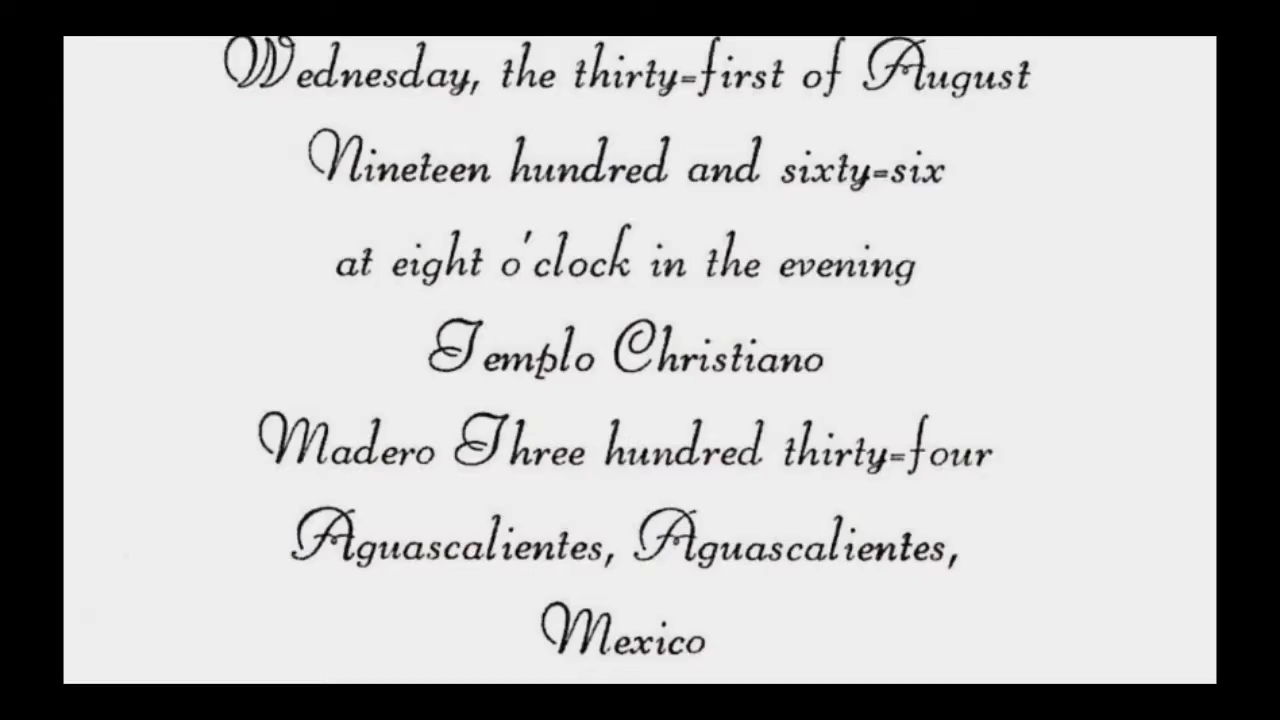 Wednesday, the thirty=first of August
Nineteen hundred and sixty=six
at eight o'clock in the evening
Templo Christiano
Madero Three hundred thirty=four
Aguascalientes, Aguascalientes,
Mexico